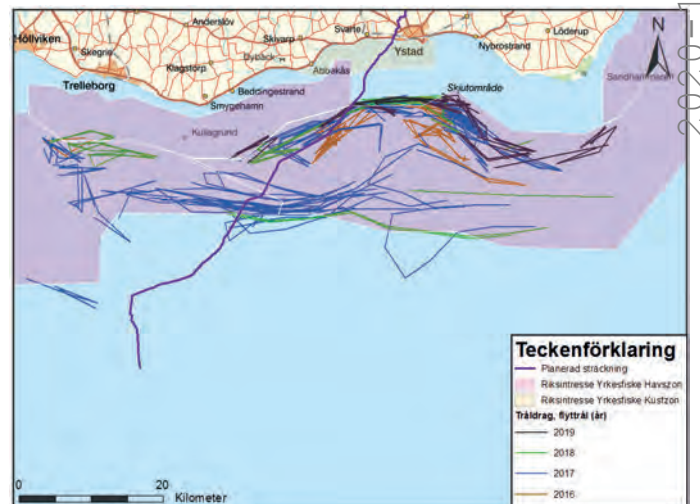 Höllviken
Anderslöv
Skivarp
Svarte
Ystad
Löderup
Skegrie
Nybrostrand
Klagstorp
Dybäck
Abbekås
Trelleborg
Beddingestrand
Smygehamn
Skjutområde
Sandhammaren
Kullagrund
N
Teckenförklaring
Planerad sträckning
Riksintresse Yrkesfiske Havszon
Riksintresse Yrkesfiske Kustzon
Tråldrag, flyttrål (år)
2019
2018
2017
2016
0 20
Kilometer